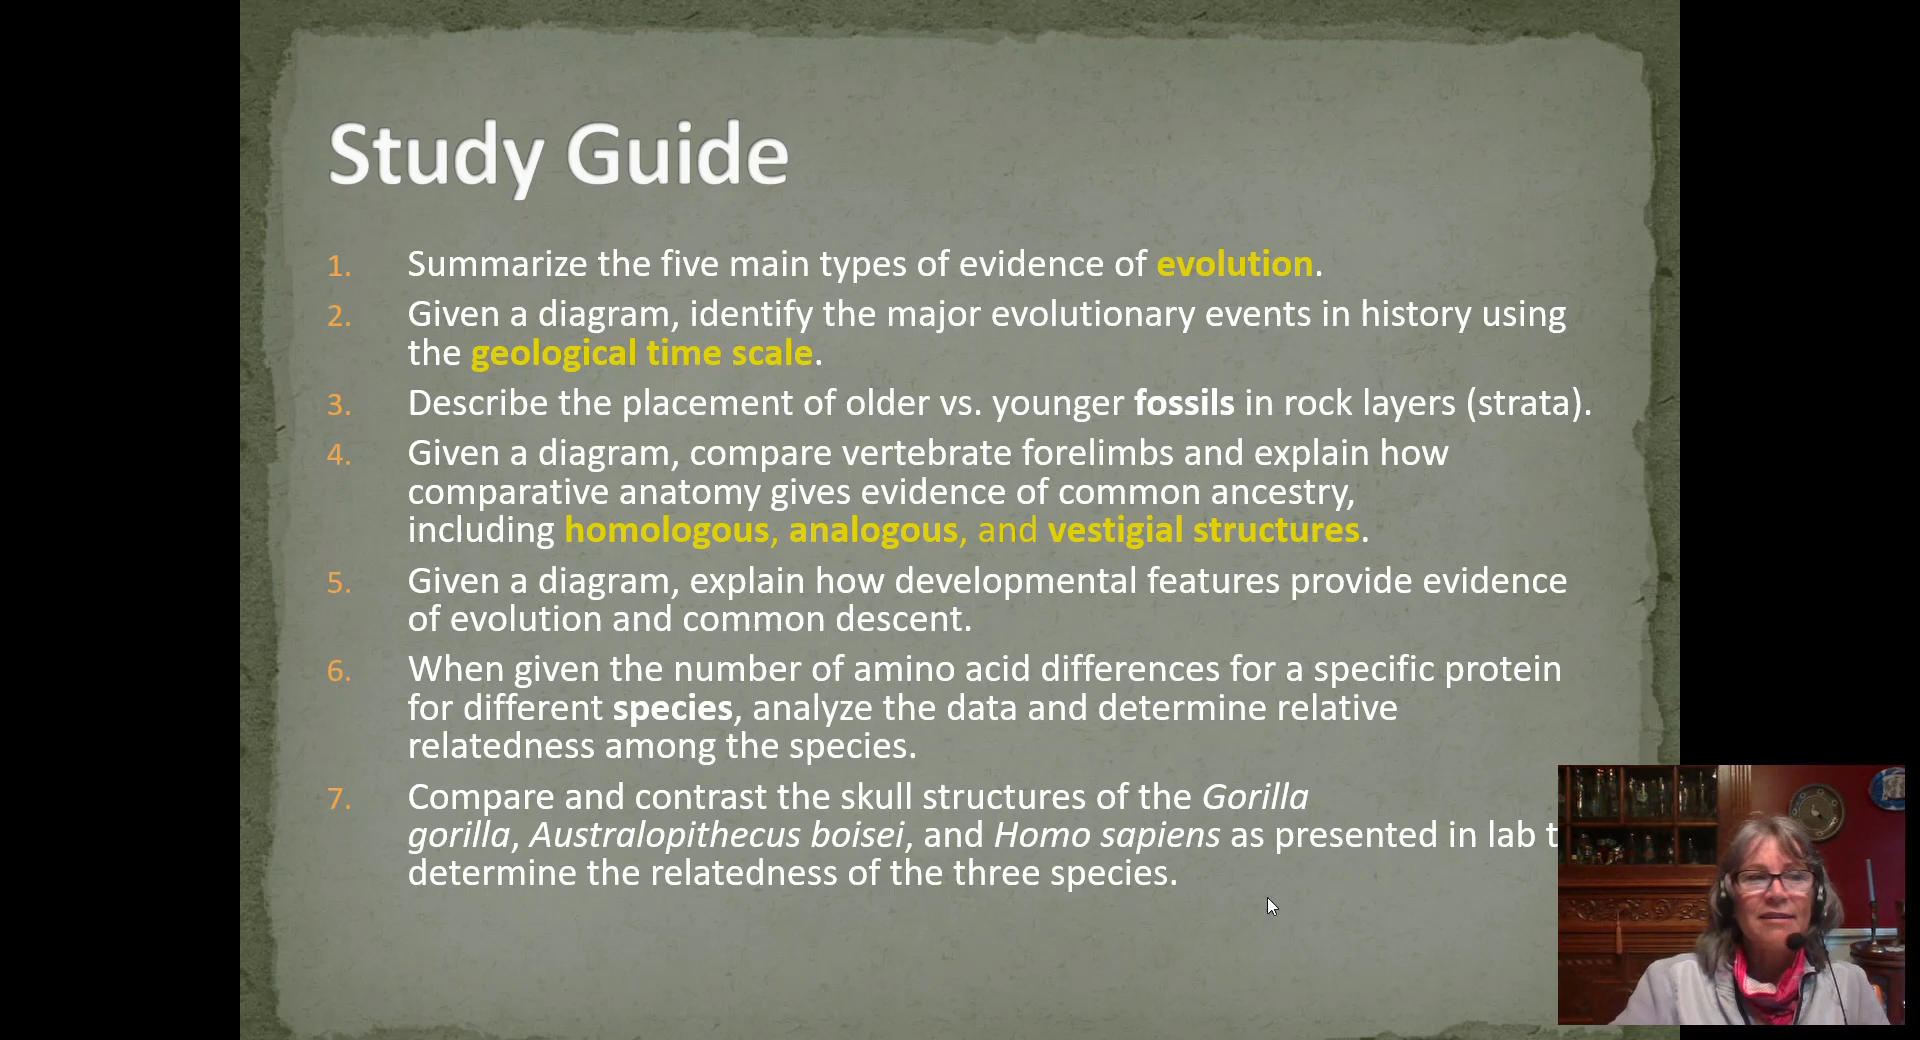 Study Guide
1. Summarize the five main types of evidence of evolution.
2. Given a diagram, identify the major evolutionary events in history using
the geological time scale.
3. Describe the placement of older vs. younger fossils in rock layers (strata).
4. Given a diagram, compare vertebrate forelimbs and explain how
comparative anatomy gives evidence of common ancestry,
including homologous, analogous, and vestigial structures.
5. Given a diagram, explain how developmental features provide evidence
of evolution and common descent.
6. When given the number of amino acid differences for a specific protein
for different species, analyze the data and determine relative
relatedness among the species.
7. Compare and contrast the skull structures of the Gorilla
gorilla, Australopithecus boisei, and Homo sapiens as presented in lab t
determine the relatedness of the three species.